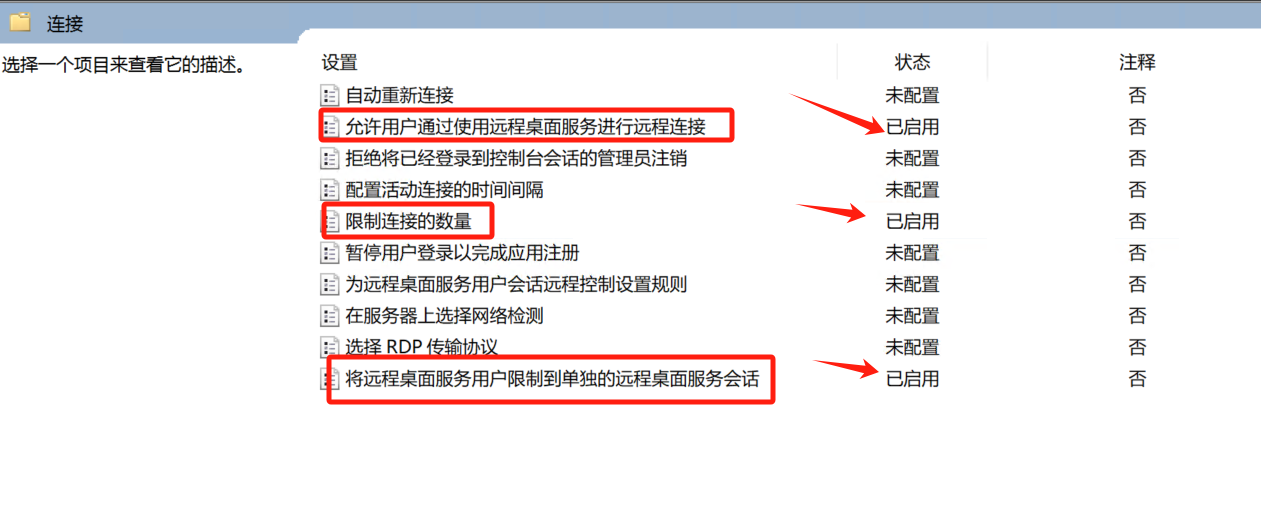 连接
选择一个项目来查看它的描述。
设置 状态 注释
自动重新连接 未配置 否
允许用户通过使用远程桌面服务进行远程连接 已启用 否
拒绝将已经登录到控制台会话的管理员注销 未配置 否
配置活动连接的时间间隔 未配置 否
限制连接的数量 已启用 否
暂停用户登录以完成应用注册 未配置 否
为远程桌面服务用户会话远程控制设置规则 未配置 否
在服务器上选择网络检测 未配置 否
选择 RDP 传输协议 未配置 否
将远程桌面服务用户限制到单独的远程桌面服务会话 已启用 否